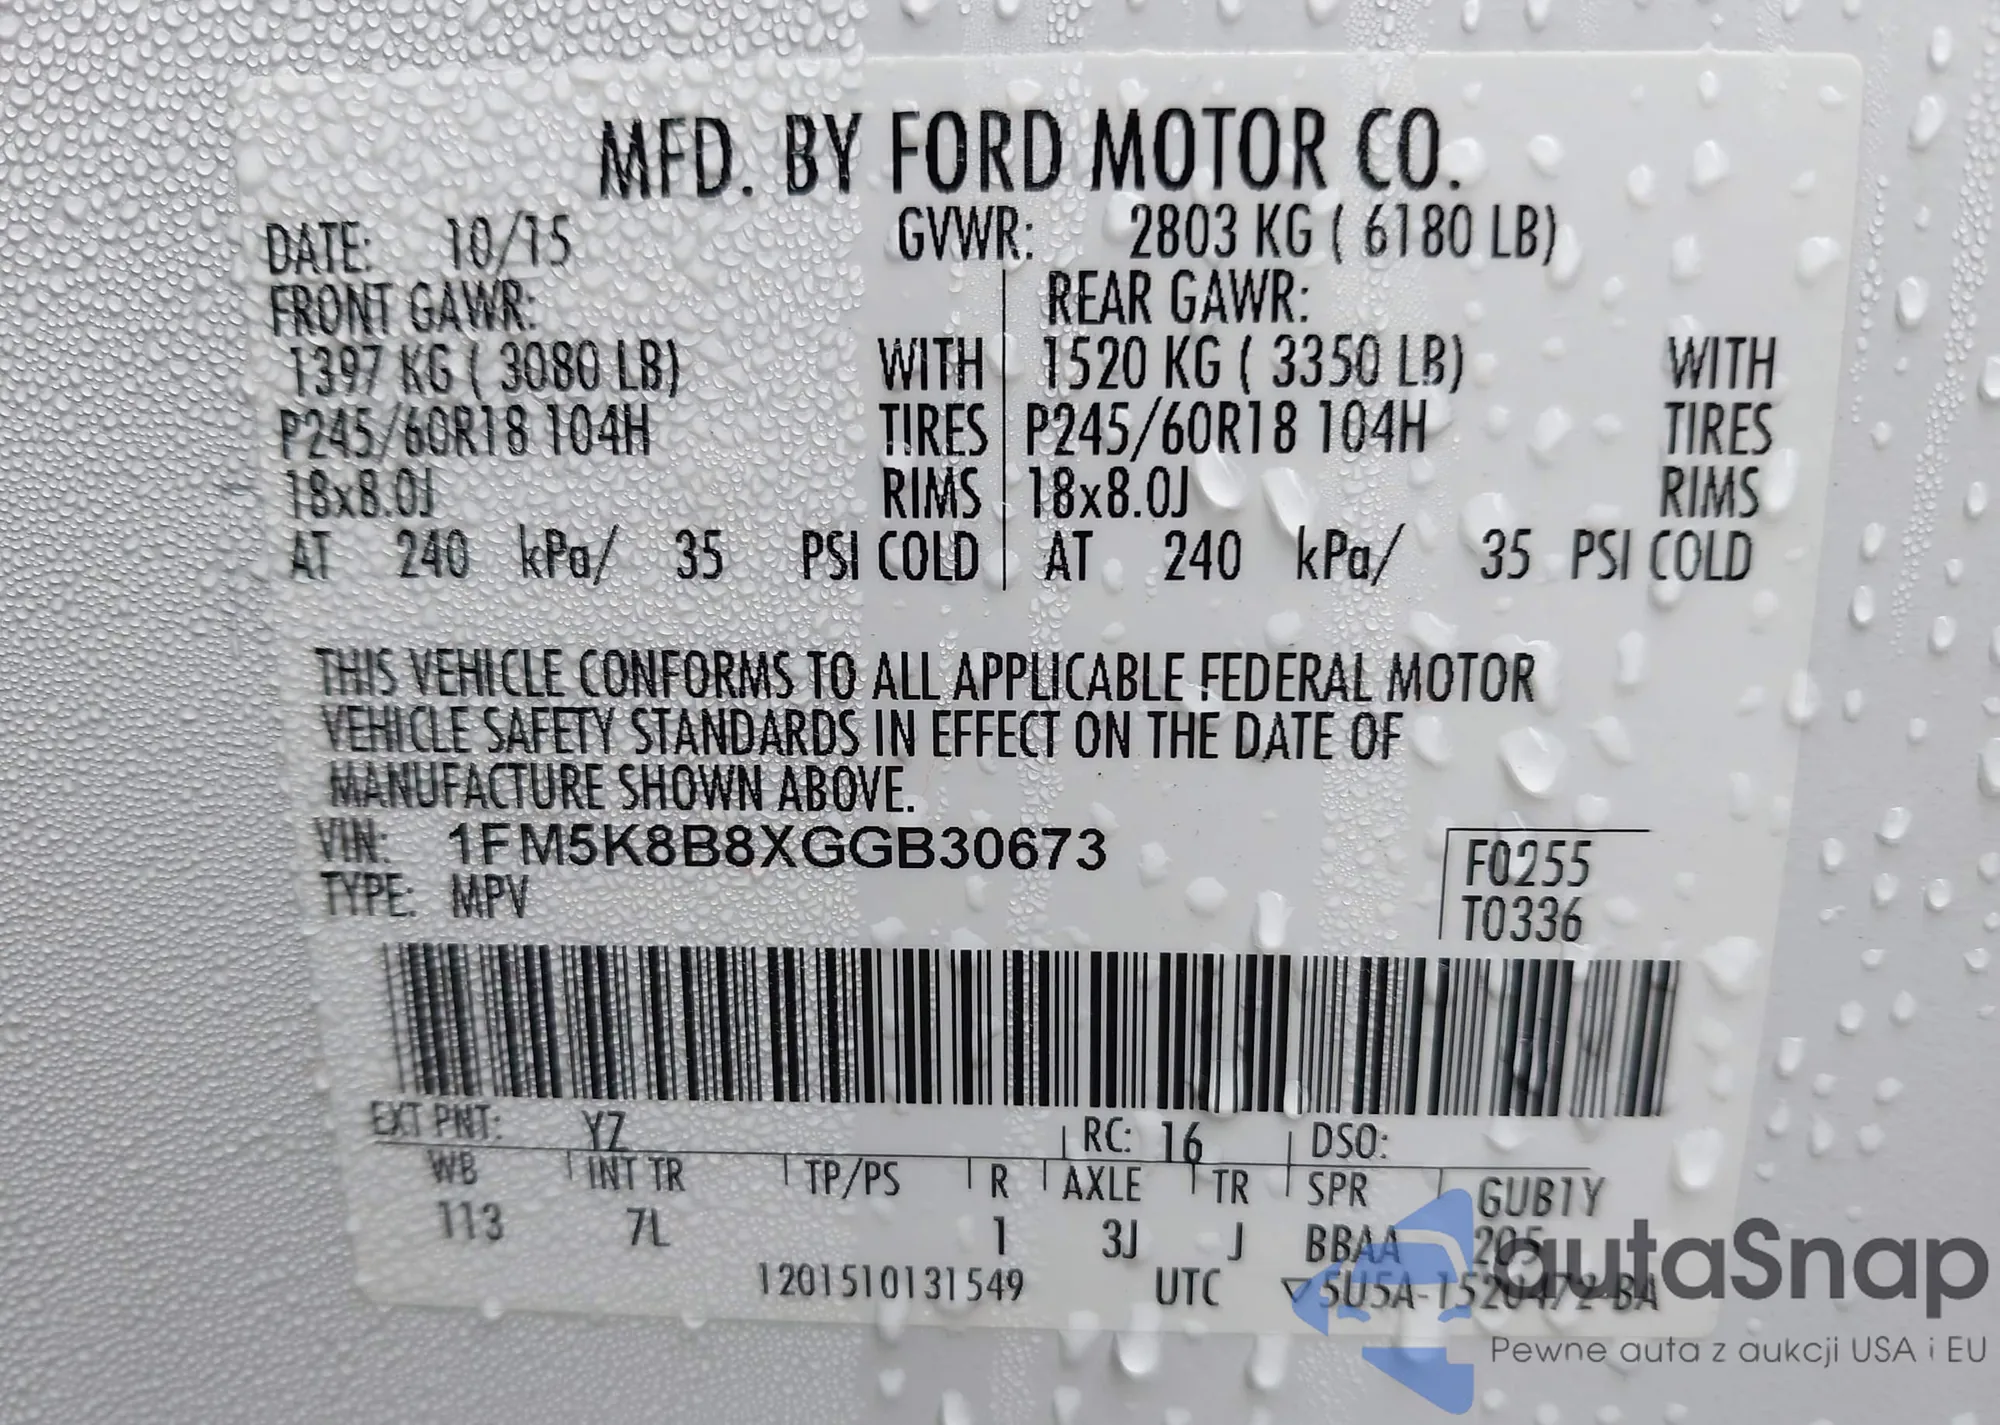 MFD. BY FORD MOTOR CO.
DATE: 10/15 GVWR: 2803 KG ( 6180 LB)
FRONT GAWR: REAR GAWR:
1397 KG ( 3080 LB) WITH 1520 KG ( 3350 LB) WITH
P245/60R18 104H TIRES P245/60R18 104H TIRES
18x8.0J RIMS 18x8.0J RIMS
AT 240 kPa/ 35 PSI COLD AT 240 kPa/ 35 PSI COLD
THIS VEHICLE CONFORMS TO ALL APPLICABLE FEDERAL MOTOR
VEHICLE SAFETY STANDARDS IN EFFECT ON THE DATE OF
MANUFACTURE SHOWN ABOVE.
VIN: 1FM5K8B8XGGB30673
F0255
TYPE: MPV
T0336
EXT PNT: YZ RC: 16 DSO:
WB INT TR TP/PS R AXLE TR SPR GUB1Y
113 7L 1 3J J BBAA 205
1201510131549 UTC ▽5U5A-1520472-BA
autaSnap
Pewne auta z aukcji USA i EU